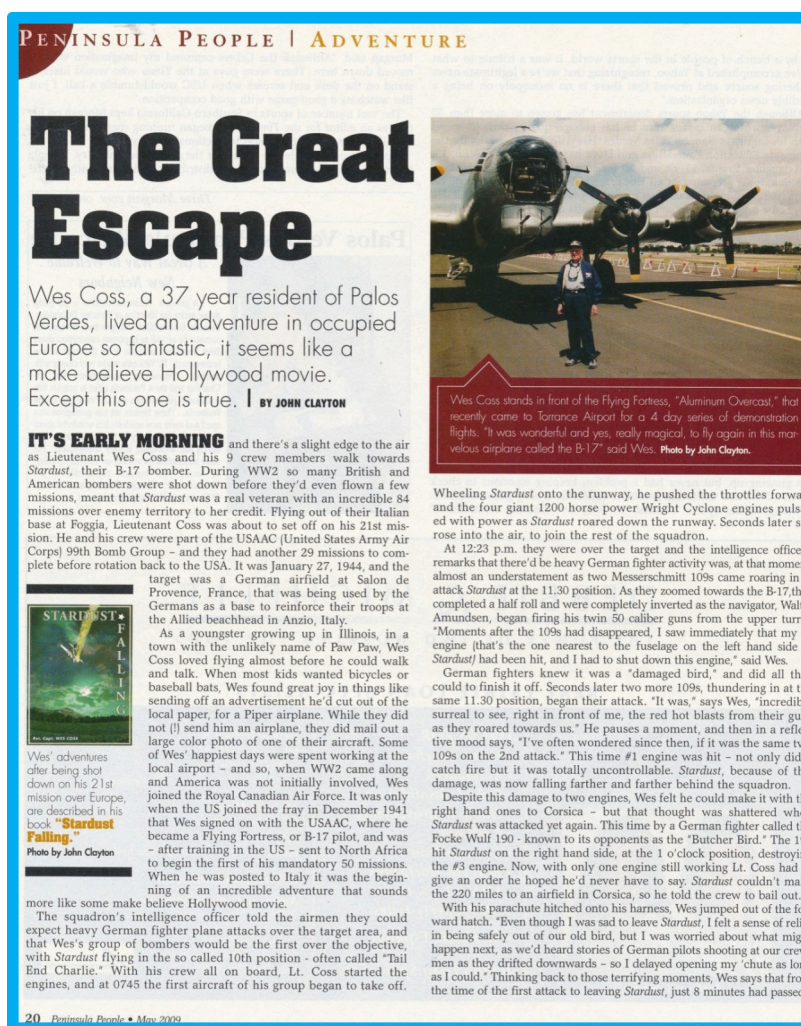 PENINSULA PEOPLE | ADVENTURE
The Great
Escape
Wes Coss, a 37 year resident of Palos
Verdes, lived an adventure in occupied
Europe so fantastic, it seems like a
make believe Hollywood movie.
Except this one is true. | BY JOHN CLAYTON
Wes Coss stands in front of the Flying Fortress, "Aluminum Overcast," that
recently came to Torrance Airport for a 4 day series of demonstration
flights. "It was wonderful and yes, really magical, to fly again in this mar-
velous airplane called the B-17" said Wes. Photo by John Clayton.
IT'S EARLY MORNING and there's a slight edge to the air
as Lieutenant Wes Coss and his 9 crew members walk towards
Stardust, their B-17 bomber. During WW2 so many British and
American bombers were shot down before they'd even flown a few
missions, meant that Stardust was a real veteran with an incredible 84
missions over enemy territory to her credit. Flying out of their Italian
base at Foggia, Lieutenant Coss was about to set off on his 21st mis-
sion. He and his crew were part of the USAAC (United States Army Air
Corps) 99th Bomb Group – and they had another 29 missions to com-
plete before rotation back to the USA. It was January 27, 1944, and the
target was a German airfield at Salon de
Provence, France, that was being used by the
Germans as a base to reinforce their troops at
the Allied beachhead in Anzio, Italy.
As a youngster growing up in Illinois, in a
town with the unlikely name of Paw Paw, Wes
Coss loved flying almost before he could walk
and talk. When most kids wanted bicycles or
baseball bats, Wes found great joy in things like
sending off an advertisement he'd cut out of the
local paper, for a Piper airplane. While they did
not (!) send him an airplane, they did mail out a
large color photo of one of their aircraft. Some
of Wes' happiest days were spent working at the
local airport – and so, when WW2 came along
and America was not initially involved, Wes
joined the Royal Canadian Air Force. It was only
when the US joined the fray in December 1941
that Wes signed on with the USAAC, where he
became a Flying Fortress, or B-17 pilot, and was
– after training in the US – sent to North Africa
to begin the first of his mandatory 50 missions.
When he was posted to Italy it was the begin-
ning of an incredible adventure that sounds
more like some make believe Hollywood movie.
The squadron's intelligence officer told the airmen they could
expect heavy German fighter plane attacks over the target area, and
that Wes's group of bombers would be the first over the objective,
with Stardust flying in the so called 10th position - often called "Tail
End Charlie." With his crew all on board, Lt. Coss started the
engines, and at 0745 the first aircraft of his group began to take off.
STARDUST
FALLING
Ret. Capt. WES COSS
Wes' adventures
after being shot
down on his 21st
mission over Europe,
are described in his
book "Stardust
Falling."
Photo by John Clayton
Wheeling Stardust onto the runway, he pushed the throttles forwa
and the four giant 1200 horse power Wright Cyclone engines puls
ed with power as Stardust roared down the runway. Seconds later s
rose into the air, to join the rest of the squadron.
At 12:23 p.m. they were over the target and the intelligence office
remarks that there'd be heavy German fighter activity was, at that mome
almost an understatement as two Messerschmitt 109s came roaring in
attack Stardust at the 11.30 position. As they zoomed towards the B-17,th
completed a half roll and were completely inverted as the navigator, Walt
Amundsen, began firing his twin 50 caliber guns from the upper turr
"Moments after the 109s had disappeared, I saw immediately that my
engine (that's the one nearest to the fuselage on the left hand side
Stardust) had been hit, and I had to shut down this engine," said Wes.
German fighters knew it was a "damaged bird," and did all th
could to finish it off. Seconds later two more 109s, thundering in at t
same 11.30 position, began their attack. "It was," says Wes, "incredib
surreal to see, right in front of me, the red hot blasts from their gu
as they roared towards us." He pauses a moment, and then in a refle
tive mood says, "I've often wondered since then, if it was the same tw
109s on the 2nd attack." This time #1 engine was hit – not only did
catch fire but it was totally uncontrollable. Stardust, because of th
damage, was now falling farther and farther behind the squadron.
Despite this damage to two engines, Wes felt he could make it with t
right hand ones to Corsica – but that thought was shattered whe
Stardust was attacked yet again. This time by a German fighter called t
Focke Wulf 190 - known to its opponents as the "Butcher Bird." The 1
hit Stardust on the right hand side, at the 1 o'clock position, destroyi
the #3 engine. Now, with only one engine still working Lt. Coss had
give an order he hoped he'd never have to say. Stardust couldn't ma
the 220 miles to an airfield in Corsica, so he told the crew to bail out.
With his parachute hitched onto his harness, Wes jumped out of the fo
ward hatch. "Even though I was sad to leave Stardust, I felt a sense of reli
in being safely out of our old bird, but I was worried about what mig
happen next, as we'd heard stories of German pilots shooting at our crew
men as they drifted downwards – so I delayed opening my 'chute as lon
as I could." Thinking back to those terrifying moments, Wes says that fro
the time of the first attack to leaving Stardust, just 8 minutes had passe
20 Peninsula People • May 2009